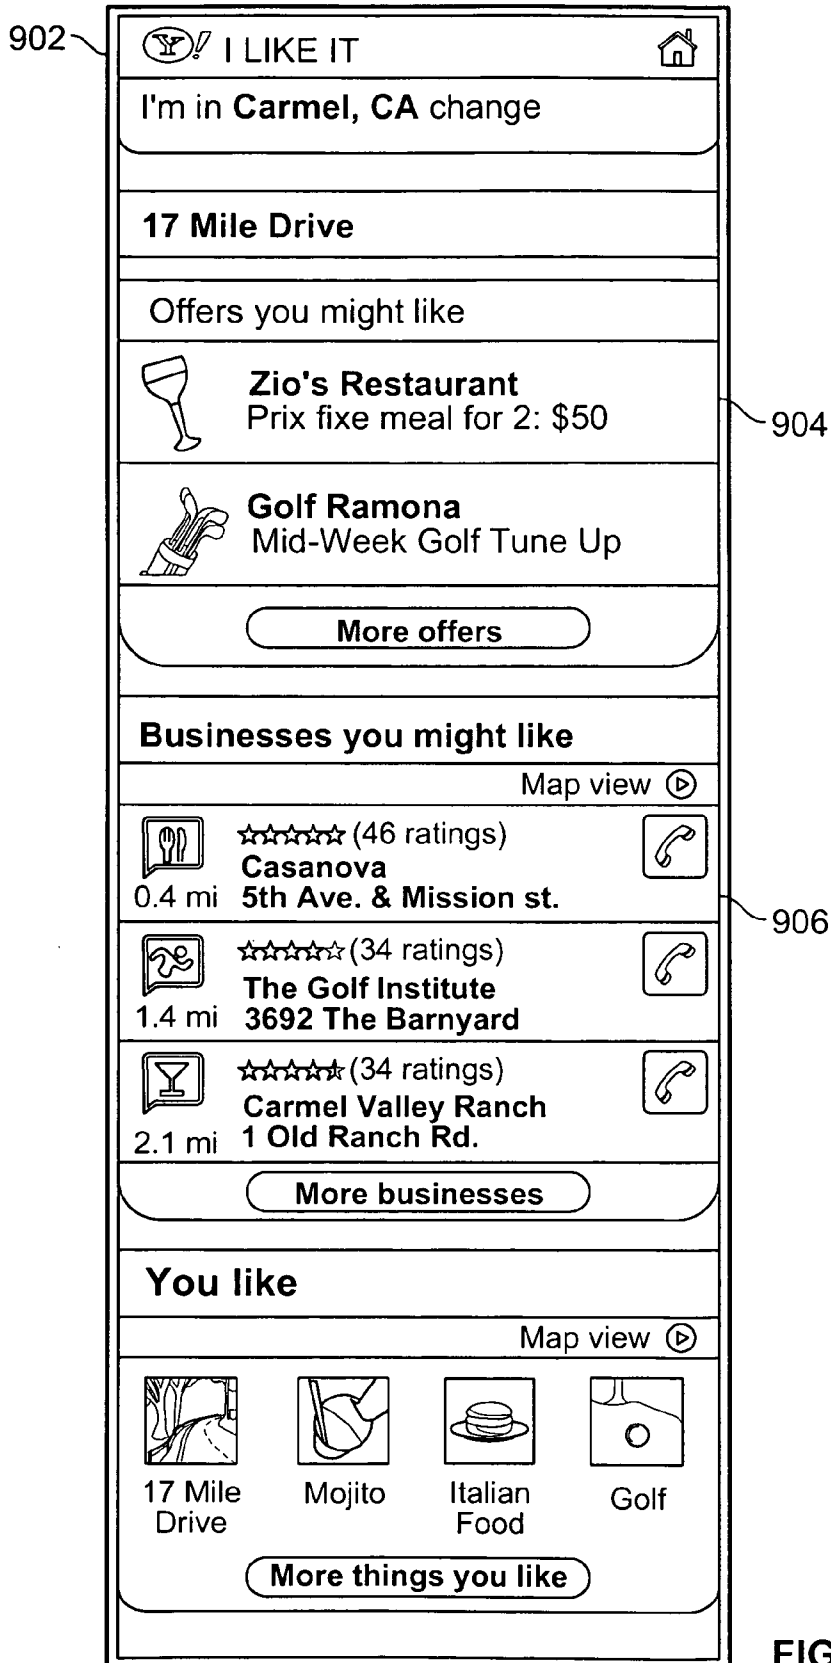 902
Y! I LIKE IT
I'm in Carmel, CA change
17 Mile Drive
Offers you might like
Zio's Restaurant
Prix fixe meal for 2: $50
904
Golf Ramona
Mid-Week Golf Tune Up
More offers
Businesses you might like
Map view
(46 ratings)
Casanova
0.4 mi 5th Ave. & Mission st.
906
(34 ratings)
The Golf Institute
1.4 mi 3692 The Barnyard
(34 ratings)
Carmel Valley Ranch
2.1 mi 1 Old Ranch Rd.
More businesses
You like
Map view
17 Mile Drive
Mojito
Italian Food
Golf
More things you like
FIG